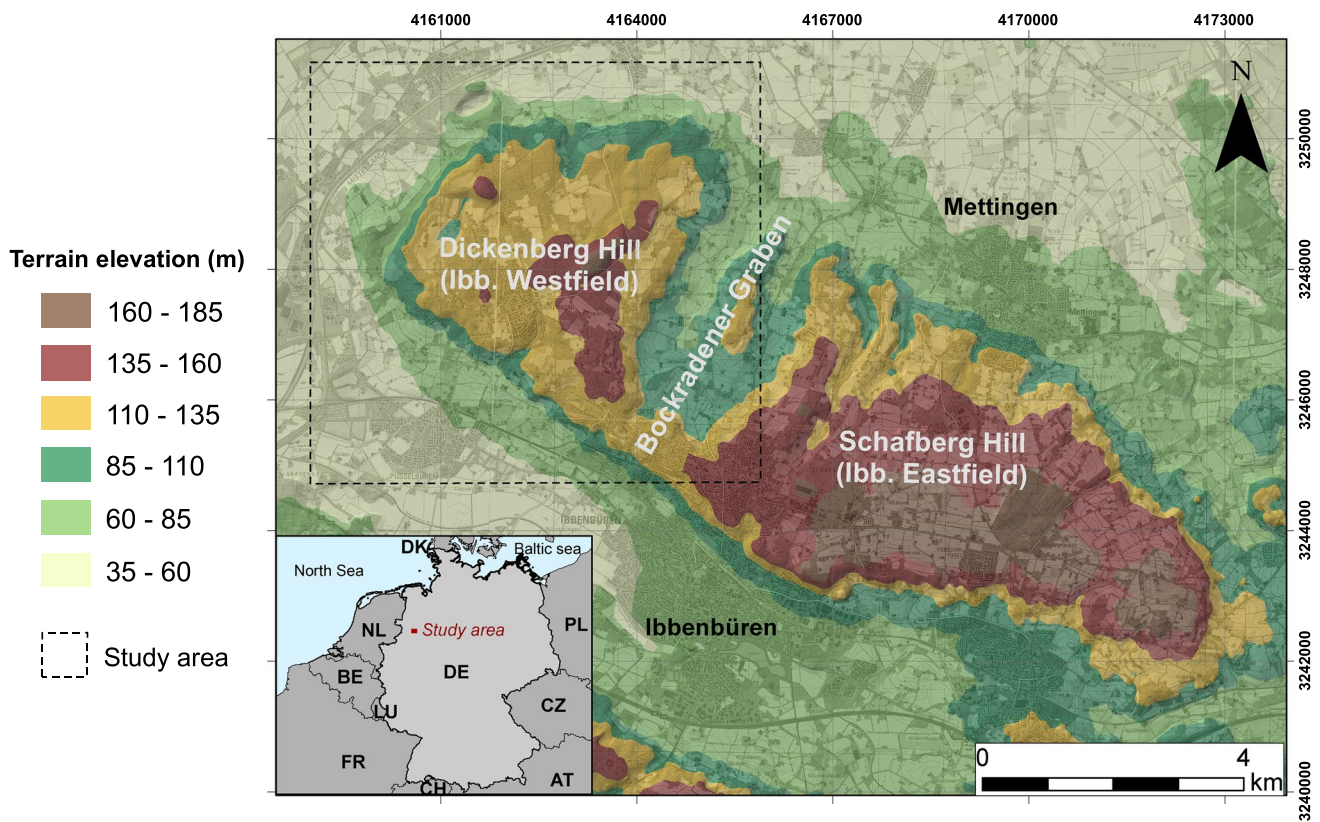 4161000 4164000 4167000 4170000 4173000
N
3250000
3248000
3246000
3244000
3242000
3240000
Mettingen
Dickenberg Hill
(Ibb. Westfield)
Bockradener Graben
Mettingen
Schafberg Hill
(Ibb. Eastfield)
IBBENBÜREN
Ibbenbüren
Terrain elevation (m)
160 - 185
135 - 160
110 - 135
85 - 110
60 - 85
35 - 60
Study area
DK
Baltic sea
North Sea
NL
Study area
PL
BE
DE
LU
CZ
FR
CH
AT
0 4
km